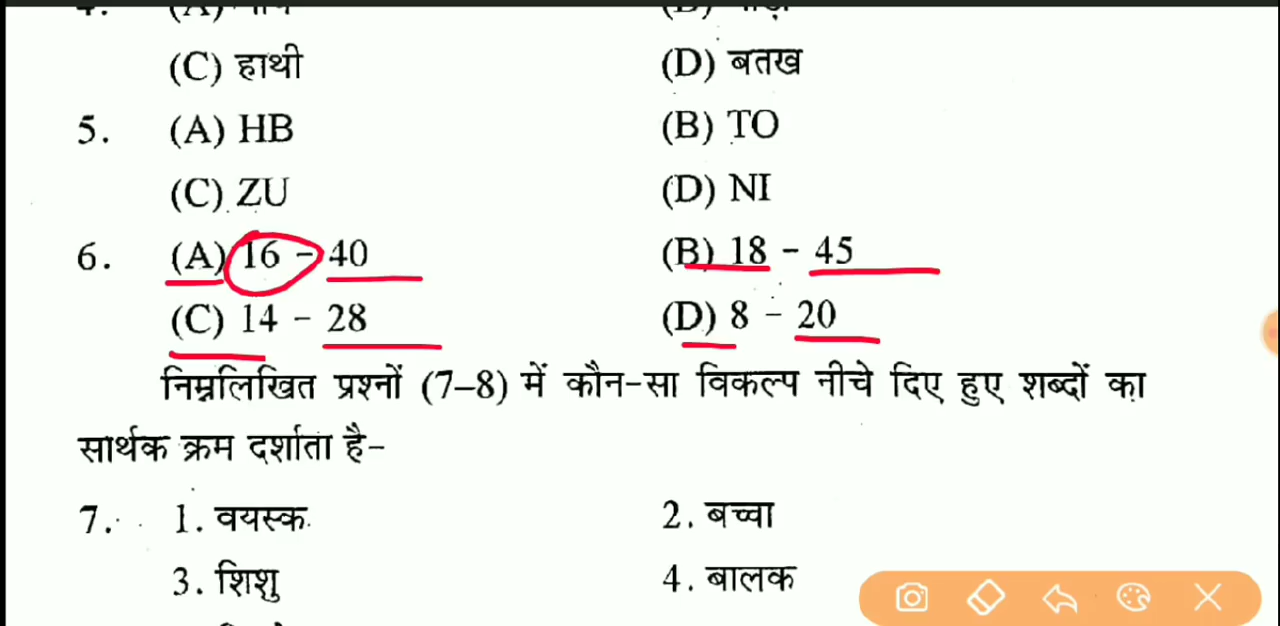 4. (A)
(C) हाथी (D) बतख
5. (A) HB (B) TO
(C) ZU (D) NI
6. (A) 16 - 40 (B) 18 - 45
(C) 14 - 28 (D) 8 - 20
निम्नलिखित प्रश्नों (7–8) में कौन-सा विकल्प नीचे दिए हुए शब्दों का
सार्थक क्रम दर्शाता है-
7. 1. वयस्क 2. बच्चा
3. शिशु 4. बालक